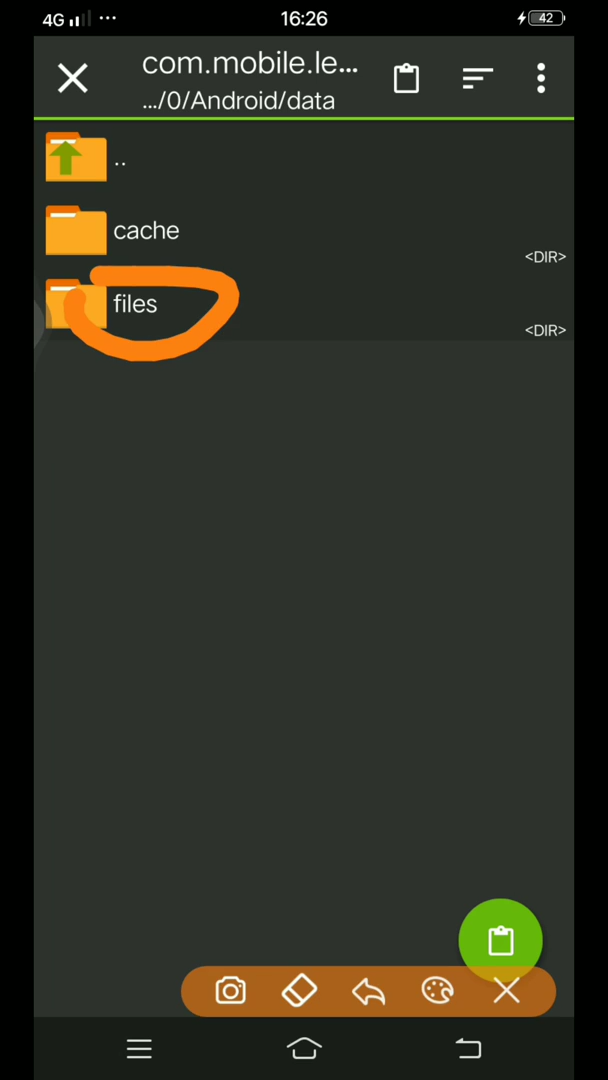 4G 16:26 42
com.mobile.le...
.../0/Android/data
..
cache
<DIR>
files
<DIR>